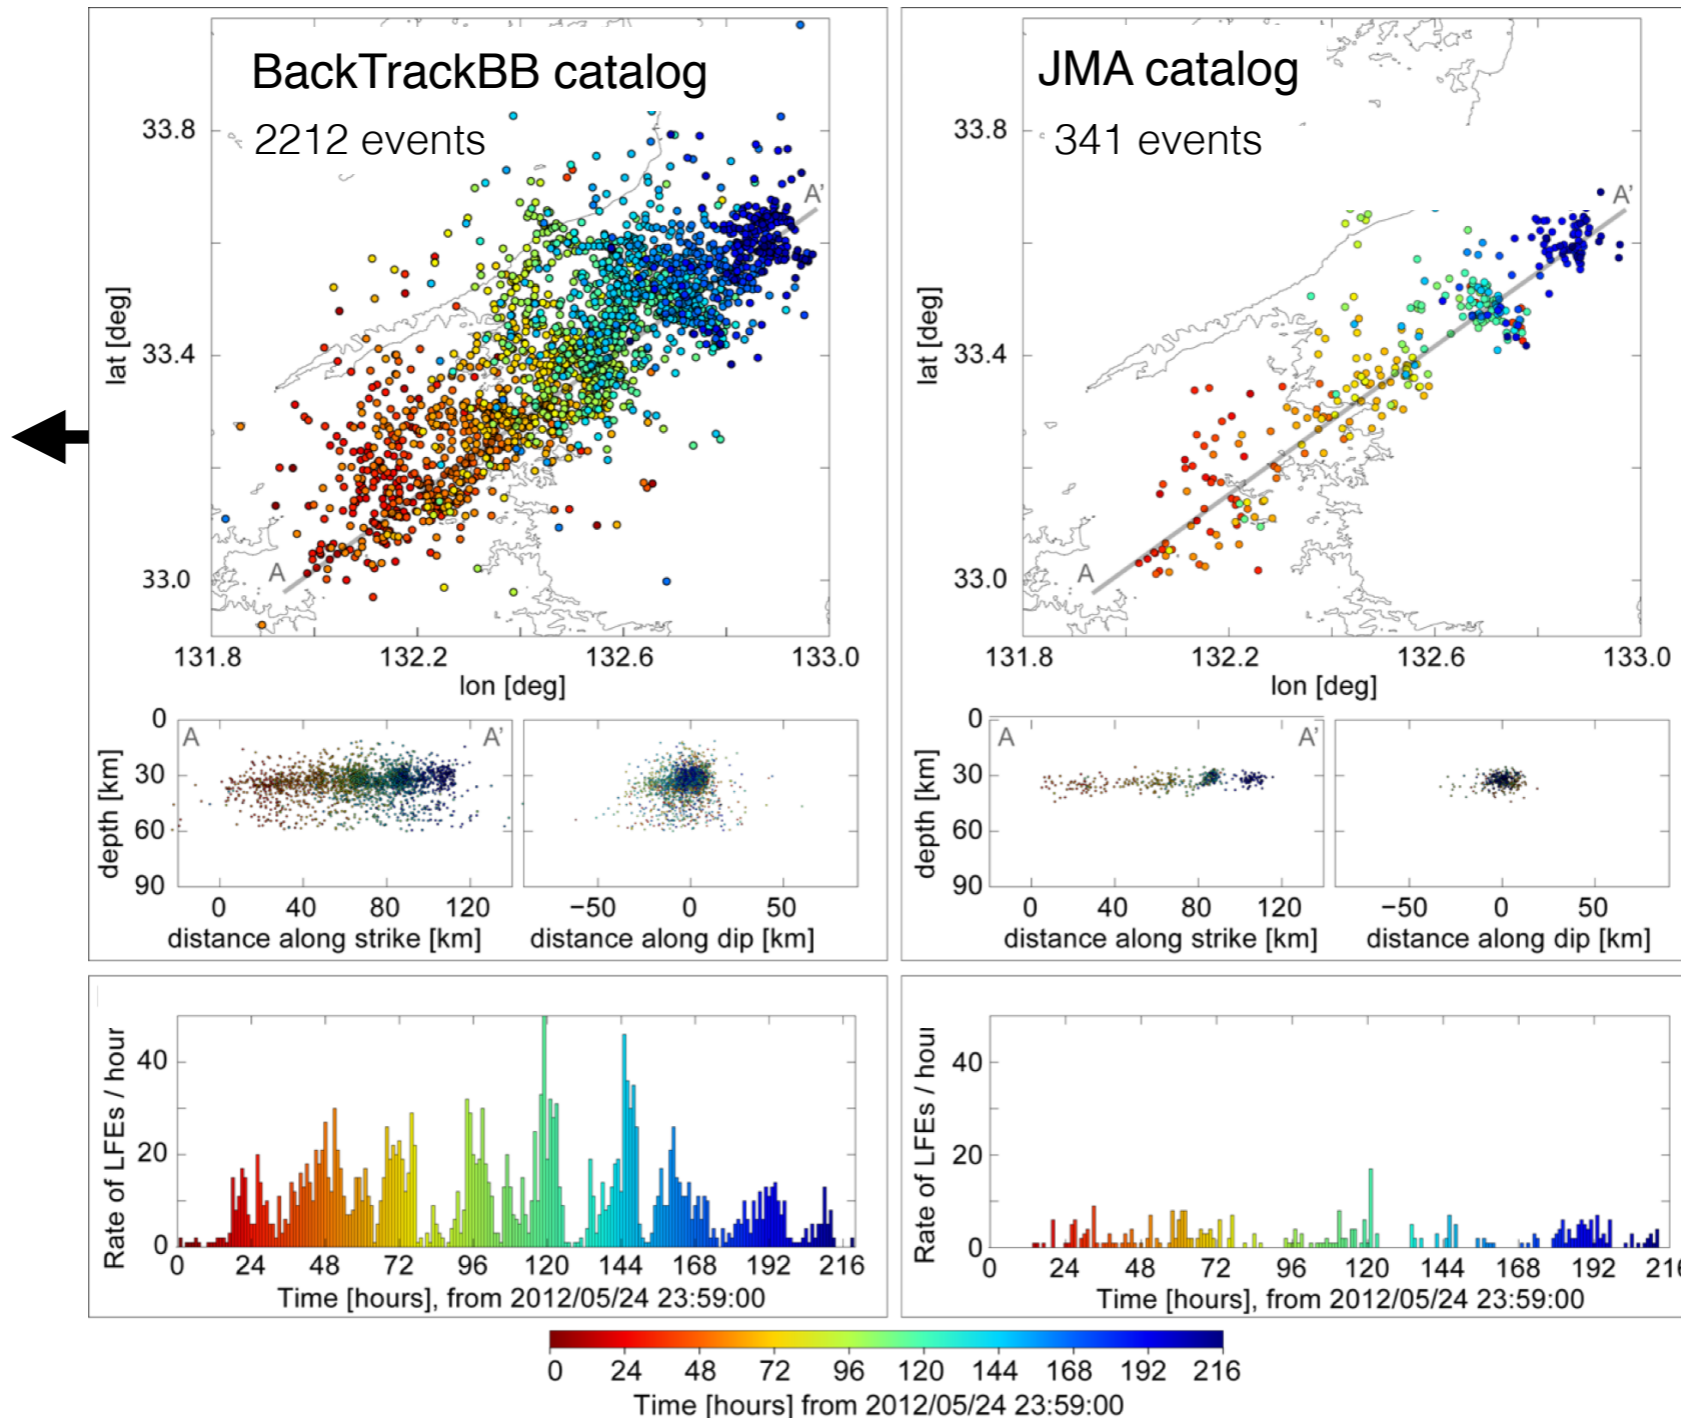 BackTrackBB catalog
2212 events
33.8
33.4
33.0
lat [deg]
A
A'
131.8 132.2 132.6 133.0
lon [deg]
0
30
60
90
depth [km]
A A'
0 40 80 120
distance along strike [km]
−50 0 50
distance along dip [km]
JMA catalog
341 events
33.8
33.4
33.0
lat [deg]
A
A'
131.8 132.2 132.6 133.0
lon [deg]
0
30
60
90
depth [km]
A A'
0 40 80 120
distance along strike [km]
−50 0 50
distance along dip [km]
40
20
0
Rate of LFEs / hour
0 24 48 72 96 120 144 168 192 216
Time [hours], from 2012/05/24 23:59:00
40
20
0
Rate of LFEs / hour
0 24 48 72 96 120 144 168 192 216
Time [hours], from 2012/05/24 23:59:00
0 24 48 72 96 120 144 168 192 216
Time [hours] from 2012/05/24 23:59:00